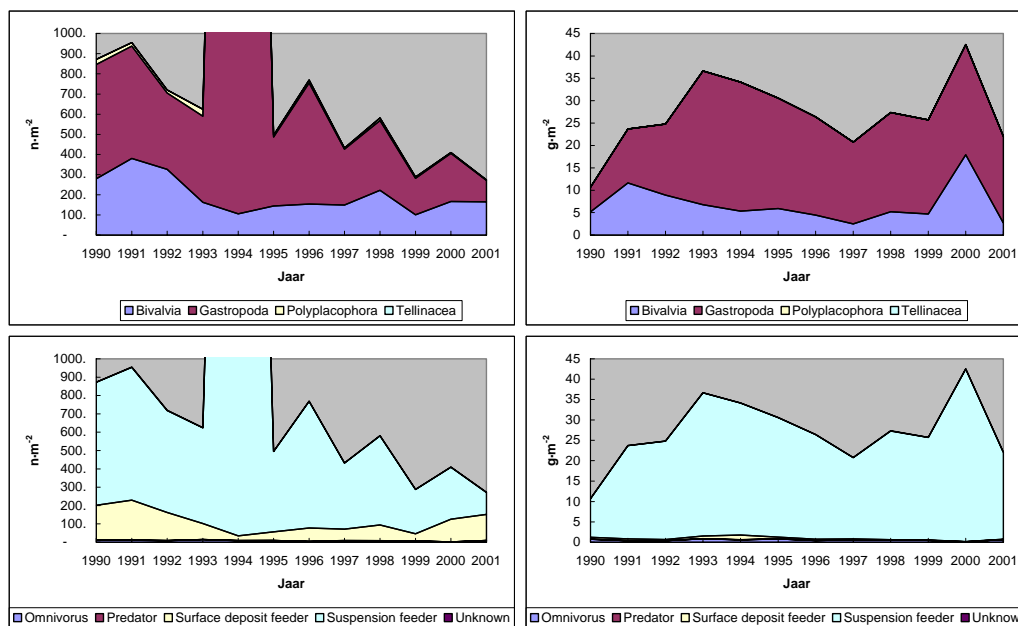 1000.
900.
800.
700.
600.
500.
400.
300.
200.
100.
-
n·m-2
1990 1991 1992 1993 1994 1995 1996 1997 1998 1999 2000 2001
Jaar
Bivalvia Gastropoda Polyplacophora Tellinacea
45
40
35
30
25
20
15
10
5
0
g·m-2
1990 1991 1992 1993 1994 1995 1996 1997 1998 1999 2000 2001
Jaar
Bivalvia Gastropoda Polyplacophora Tellinacea
1000.
900.
800.
700.
600.
500.
400.
300.
200.
100.
-
n·m-2
1990 1991 1992 1993 1994 1995 1996 1997 1998 1999 2000 2001
Jaar
Omnivorus Predator Surface deposit feeder Suspension feeder Unknown
45
40
35
30
25
20
15
10
5
0
g·m-2
1990 1991 1992 1993 1994 1995 1996 1997 1998 1999 2000 2001
Jaar
Omnivorus Predator Surface deposit feeder Suspension feeder Unknown